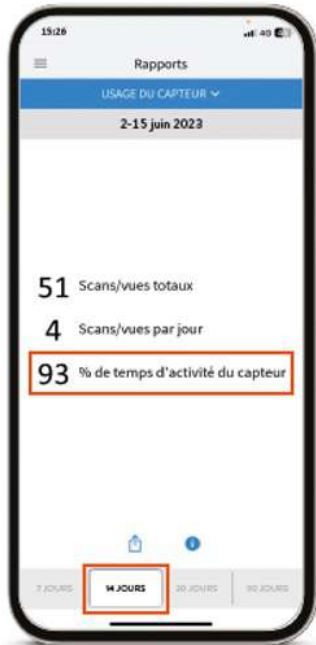 15:26
4G
Rapports
USAGE DU CAPTEUR
2-15 juin 2023
51 Scans/vues totaux
4 Scans/vues par jour
93 % de temps d'activité du capteur
7 JOURS
14 JOURS
30 JOURS
90 JOURS